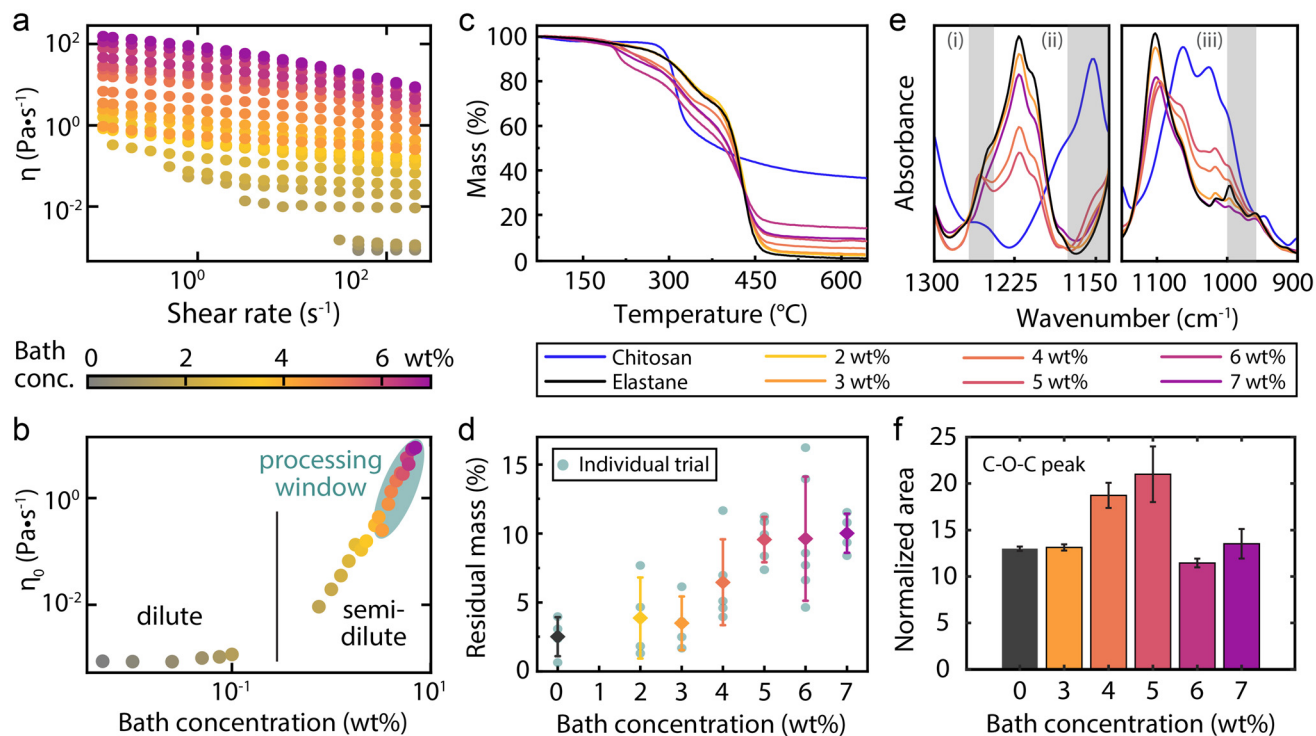 a
η (Pa•s⁻¹)
10²
10⁰
10⁻²
10⁰
10²
Shear rate (s⁻¹)
Bath conc.
0
2
4
6
wt%
b
η₀ (Pa•s⁻¹)
10⁰
10⁻²
processing
window
dilute
semi-
dilute
10⁻¹
10¹
Bath concentration (wt%)
c
Mass (%)
100
80
60
40
20
0
150
300
450
600
Temperature (°C)
e
Absorbance
(i)
(ii)
(iii)
1300
1225
1150
1100
1000
900
Wavenumber (cm⁻¹)
Chitosan
2 wt%
4 wt%
6 wt%
Elastane
3 wt%
5 wt%
7 wt%
d
Residual mass (%)
15
10
5
0
Individual trial
0
1
2
3
4
5
6
7
Bath concentration (wt%)
f
Normalized area
25
20
15
10
5
0
C-O-C peak
0
3
4
5
6
7
Bath concentration (wt%)